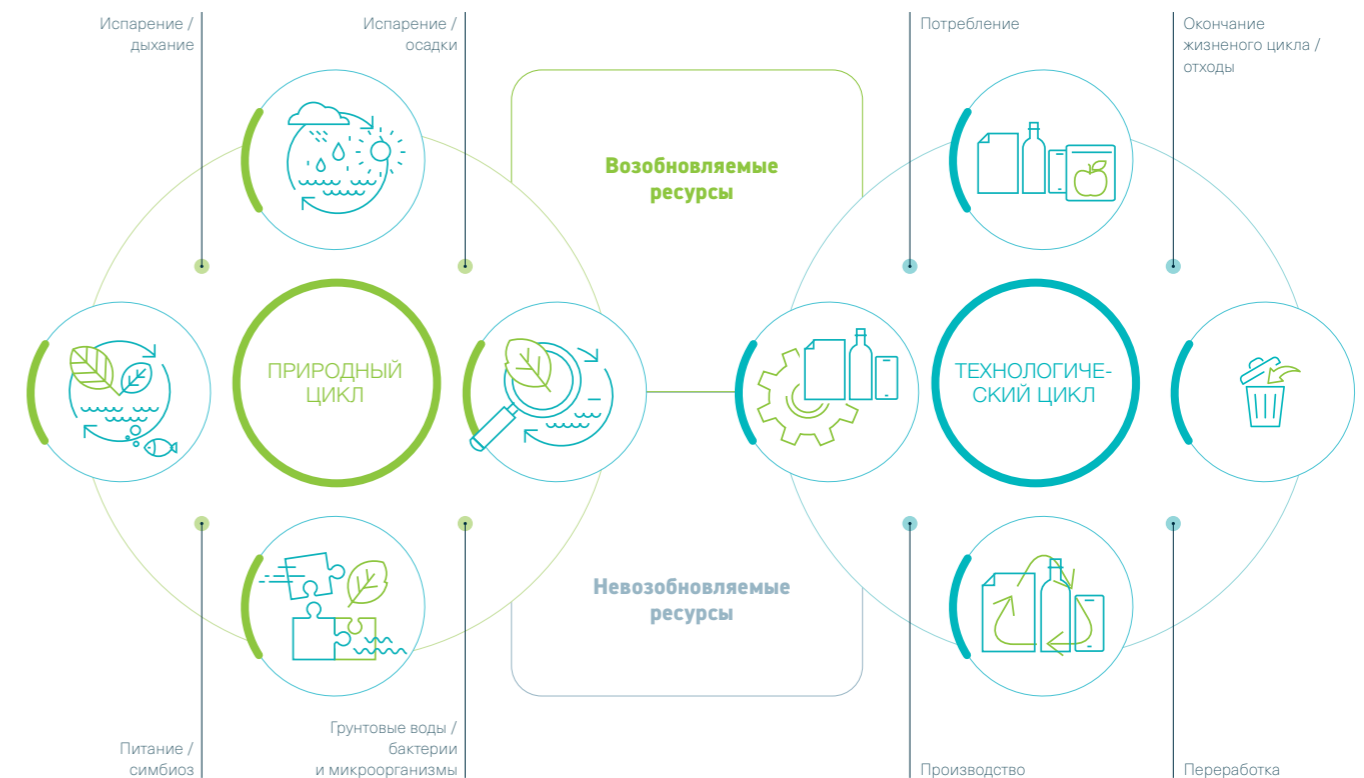 Испарение /
дыхание
Испарение /
осадки
Потребление
Окончание
жизненого цикла /
отходы
Возобновляемые
ресурсы
ПРИРОДНЫЙ
ЦИКЛ
ТЕХНОЛОГИЧЕ-
СКИЙ ЦИКЛ
Невозобновляемые
ресурсы
Питание /
симбиоз
Грунтовые воды /
бактерии
и микроорганизмы
Производство
Переработка